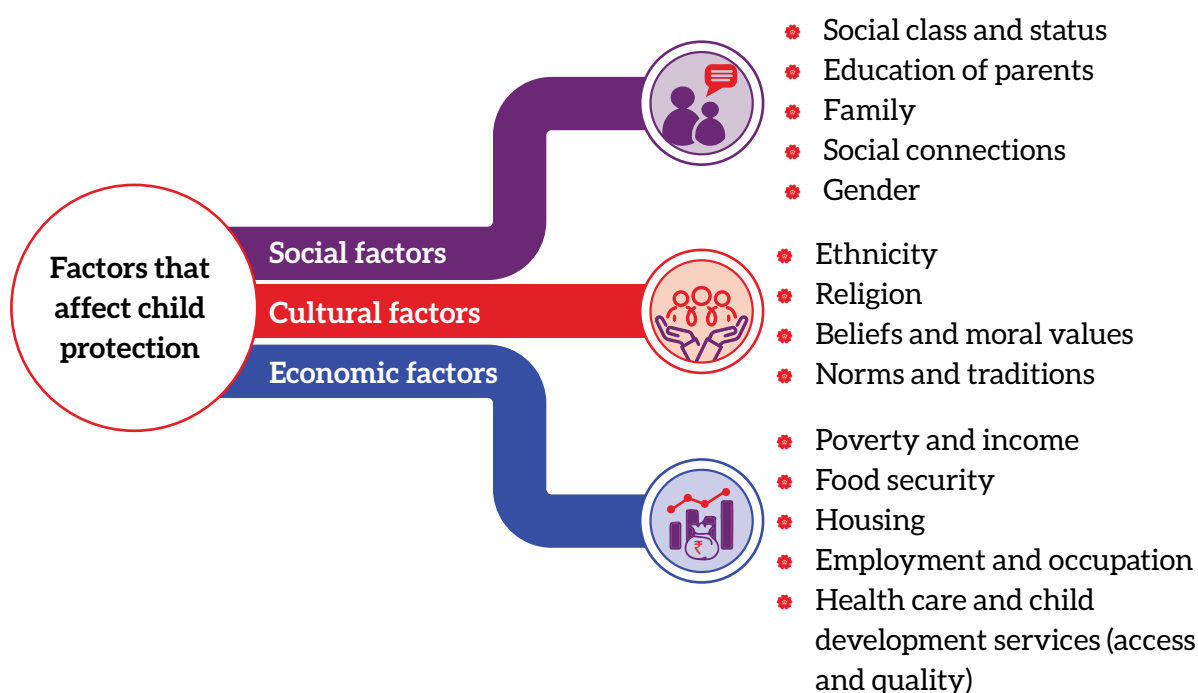 Factors that
affect child
protection
Social factors
Social class and status
Education of parents
Family
Social connections
Gender
Cultural factors
Ethnicity
Religion
Beliefs and moral values
Norms and traditions
Economic factors
₹
Poverty and income
Food security
Housing
Employment and occupation
Health care and child
development services (access
and quality)